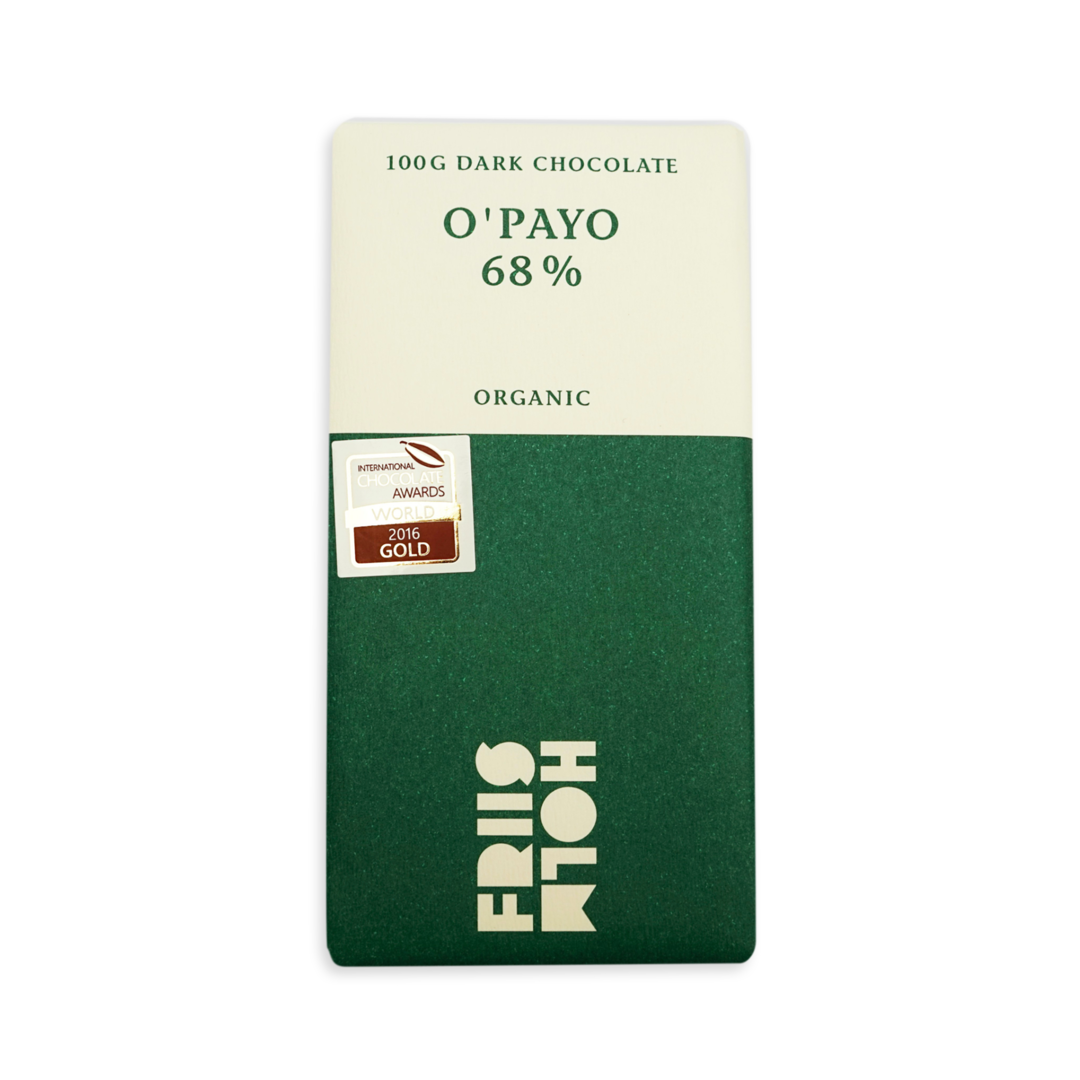 100G DARK CHOCOLATE
O'PAYO
68%
ORGANIC
INTERNATIONAL
CHOCOLATE
AWARDS
WORLD
2016
GOLD
FRIIS
HOLM